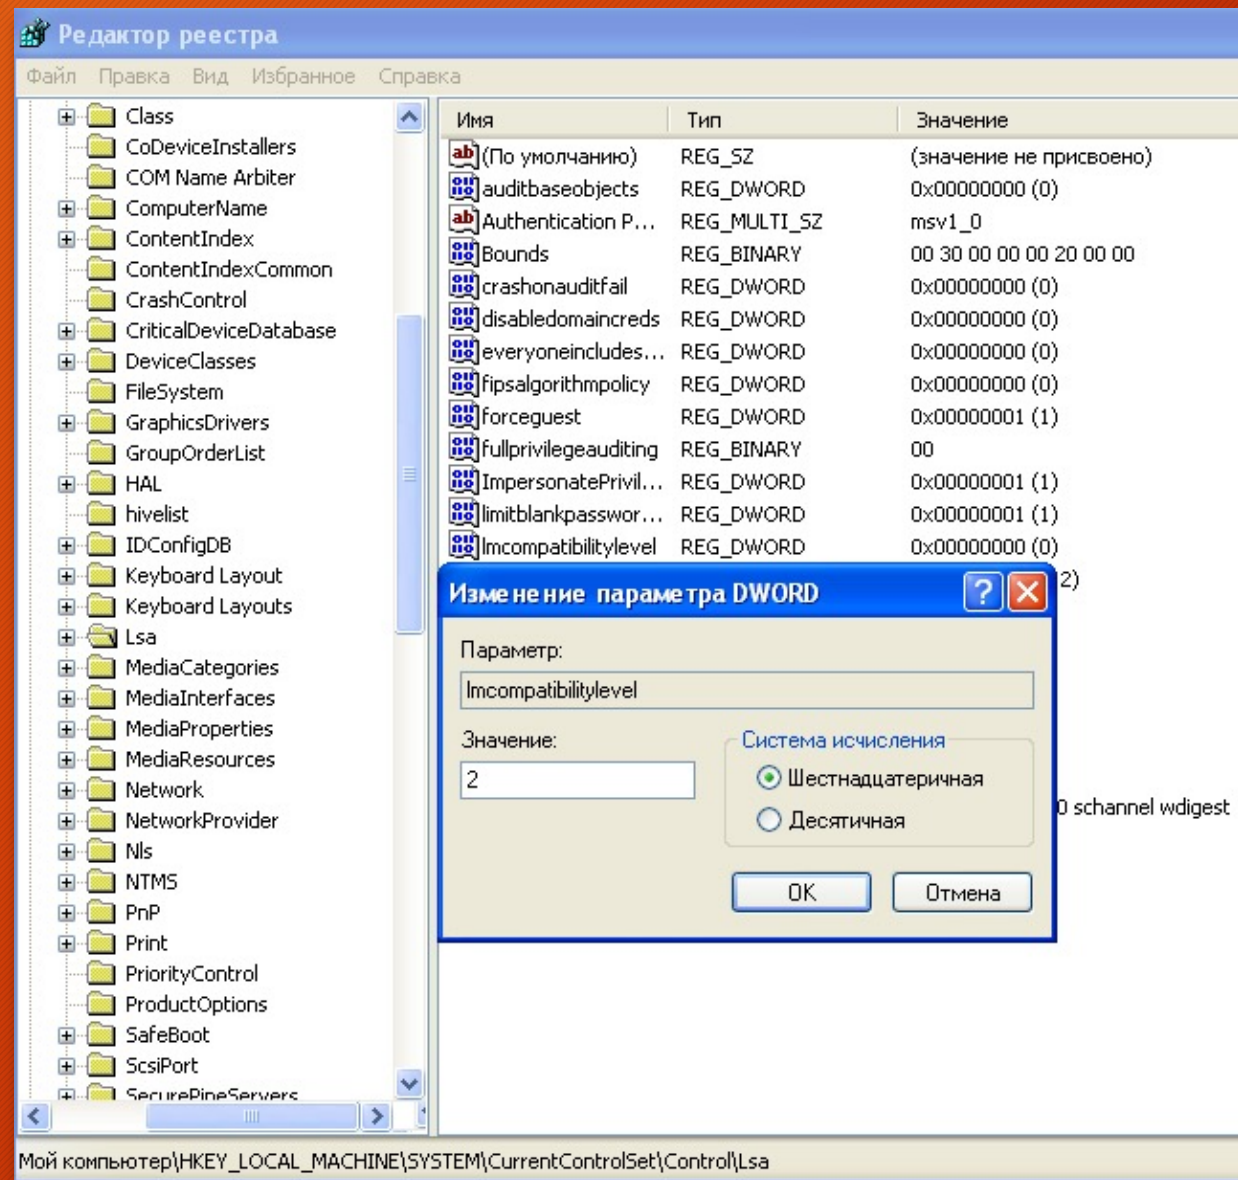 Редактор реестра
Файл Правка Вид Избранное Справка
Class
CoDeviceInstallers
COM Name Arbiter
ComputerName
ContentIndex
ContentIndexCommon
CrashControl
CriticalDeviceDatabase
DeviceClasses
FileSystem
GraphicsDrivers
GroupOrderList
HAL
hivelist
IDConfigDB
Keyboard Layout
Keyboard Layouts
Lsa
MediaCategories
MediaInterfaces
MediaProperties
MediaResources
Network
NetworkProvider
Nls
NTMS
PnP
Print
PriorityControl
ProductOptions
SafeBoot
ScsiPort
SecurePipeServers
Имя Тип Значение
(По умолчанию) REG_SZ (значение не присвоено)
auditbaseobjects REG_DWORD 0x00000000 (0)
Authentication P... REG_MULTI_SZ msv1_0
Bounds REG_BINARY 00 30 00 00 00 20 00 00
crashonauditfail REG_DWORD 0x00000000 (0)
disabledomaincreds REG_DWORD 0x00000000 (0)
everyoneincludes... REG_DWORD 0x00000000 (0)
fipsalgorithmpolicy REG_DWORD 0x00000000 (0)
forceguest REG_DWORD 0x00000001 (1)
fullprivilegeauditing REG_BINARY 00
ImpersonatePrivil... REG_DWORD 0x00000001 (1)
limitblankpasswor... REG_DWORD 0x00000001 (1)
lmcompatibilitylevel REG_DWORD 0x00000000 (0)
2)
0 schannel wdigest
Изменение параметра DWORD
Параметр:
lmcompatibilitylevel
Значение:
2
Система исчисления
Шестнадцатеричная
Десятичная
OK Отмена
Мой компьютер\HKEY_LOCAL_MACHINE\SYSTEM\CurrentControlSet\Control\Lsa